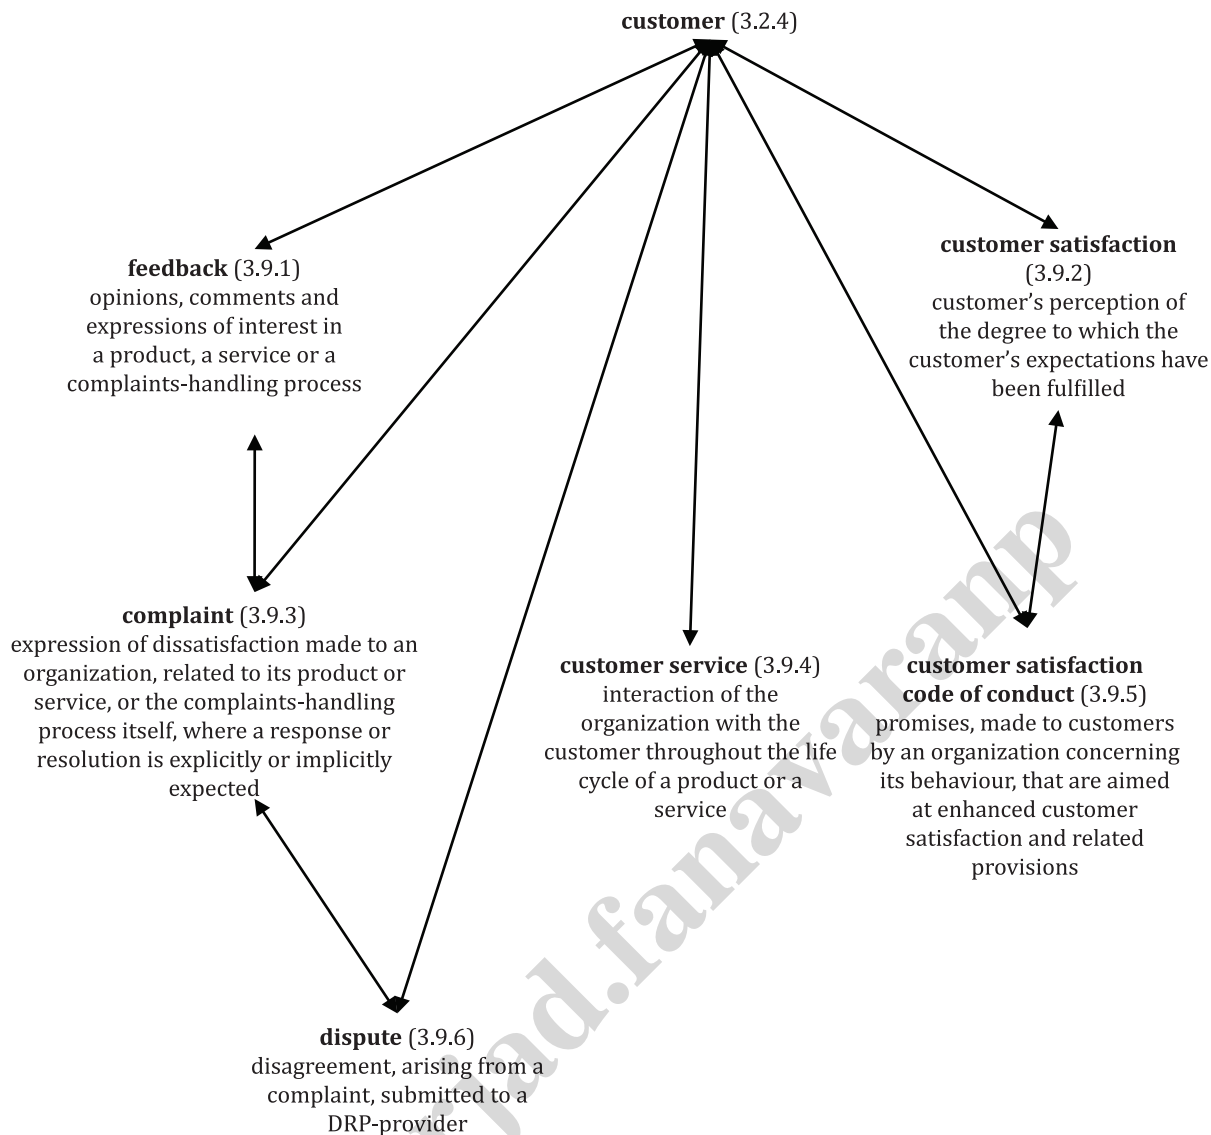 customer (3.2.4)
feedback (3.9.1)
opinions, comments and
expressions of interest in
a product, a service or a
complaints-handling process
customer satisfaction
(3.9.2)
customer's perception of
the degree to which the
customer's expectations have
been fulfilled
complaint (3.9.3)
expression of dissatisfaction made to an
organization, related to its product or
service, or the complaints-handling
process itself, where a response or
resolution is explicitly or implicitly
expected
customer service (3.9.4)
interaction of the
organization with the
customer throughout the life
cycle of a product or a
service
customer satisfaction
code of conduct (3.9.5)
promises, made to customers
by an organization concerning
its behaviour, that are aimed
at enhanced customer
satisfaction and related
provisions
dispute (3.9.6)
disagreement, arising from a
complaint, submitted to a
DRP-provider
rjad.fanavaramp